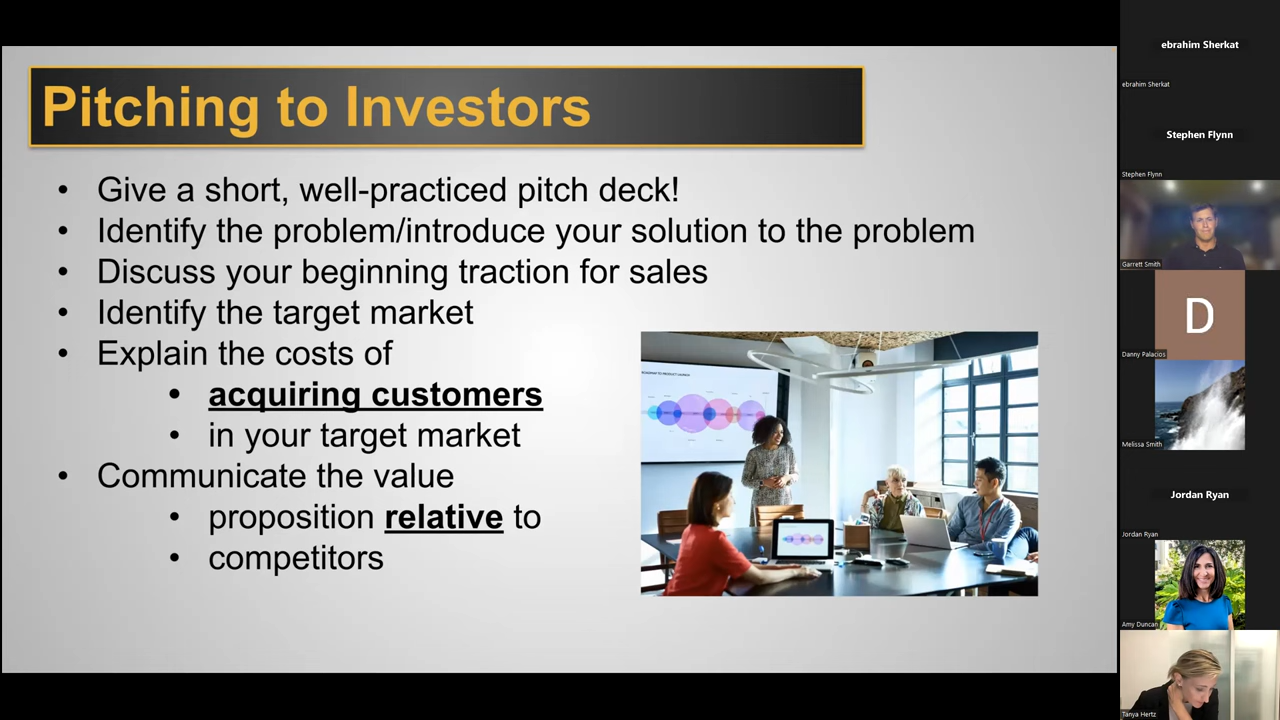 Pitching to Investors
• Give a short, well-practiced pitch deck!
• Identify the problem/introduce your solution to the problem
• Discuss your beginning traction for sales
• Identify the target market
• Explain the costs of
• acquiring customers
• in your target market
• Communicate the value
• proposition relative to
• competitors
ebrahim Sherkat
ebrahim Sherkat
Stephen Flynn
Stephen Flynn
Garrett Smith
D
Danny Palacios
Melissa Smith
Jordan Ryan
Jordan Ryan
Amy Duncan
Tanya Hertz